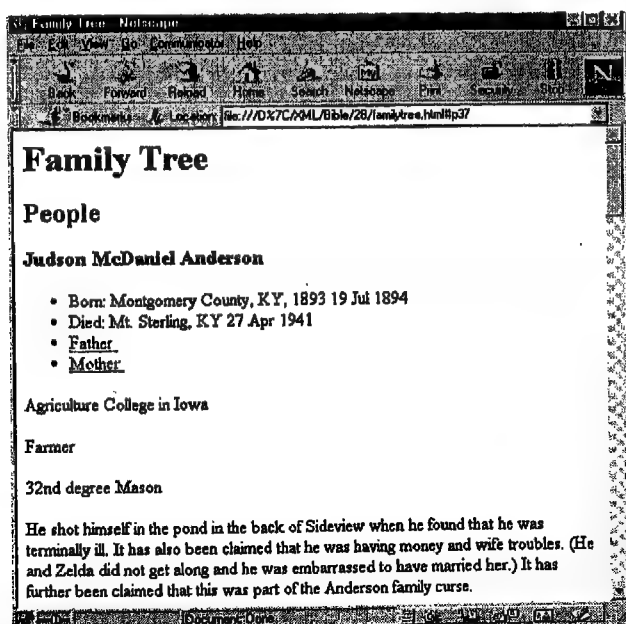 Family Tree - Netscape
File Edit View Go Communicator Help
Back Forward Reload Home Search Netscape Print Security Stop N
Bookmarks Location: file:///D%7C/XML/Bible/28/familytree.html#p37
Family Tree
People
Judson McDaniel Anderson
• Born: Montgomery County, KY, 1893 19 Jul 1894
• Died: Mt. Sterling, KY 27 Apr 1941
• Father
• Mother
Agriculture College in Iowa
Farmer
32nd degree Mason
He shot himself in the pond in the back of Sideview when he found that he was
terminally ill. It has also been claimed that he was having money and wife troubles. (He
and Zelda did not get along and he was embarrassed to have married her.) It has
further been claimed that this was part of the Anderson family curse.
Document: Done